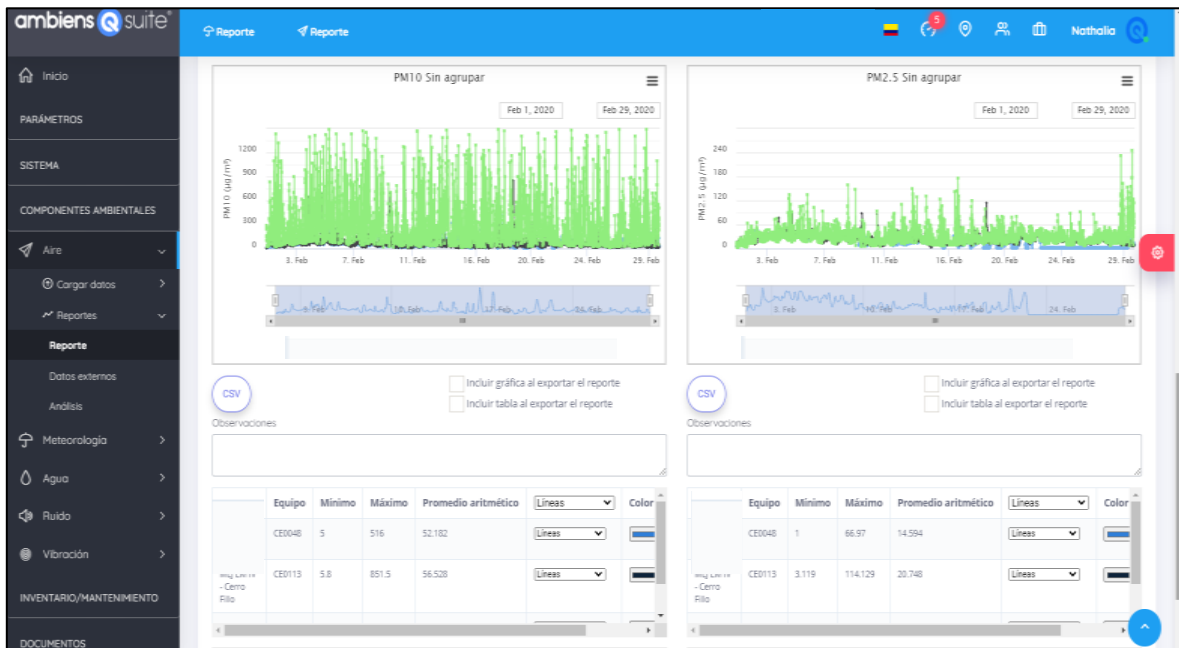 ambiens Q suite
Reporte
Reporte
5
Nathalia
Inicio
PARÁMETROS
SISTEMA
COMPONENTES AMBIENTALES
Aire
Cargar datos
Reportes
Reporte
Datos externos
Análisis
Meteorología
Agua
Ruido
Vibración
INVENTARIO/MANTENIMIENTO
DOCUMENTOS
PM10 Sin agrupar
Feb 1, 2020 Feb 29, 2020
PM10 (µg/m³)
1200
900
600
300
0
3. Feb 7. Feb 11. Feb 16. Feb 20. Feb 24. Feb 29. Feb
CSV
Incluir gráfica al exportar el reporte
Incluir tabla al exportar el reporte
Observaciones
Equipo Mínimo Máximo Promedio aritmético Líneas Color
CE0048 5 516 52.182 Líneas
CE0113 5.8 851.5 56.528 Líneas
- Cerro
Fillo
PM2.5 Sin agrupar
Feb 1, 2020 Feb 29, 2020
PM2.5 (µg/m³)
240
180
120
60
0
3. Feb 7. Feb 11. Feb 16. Feb 20. Feb 24. Feb 29. Feb
3. Feb 24. Feb
CSV
Incluir gráfica al exportar el reporte
Incluir tabla al exportar el reporte
Observaciones
Equipo Mínimo Máximo Promedio aritmético Líneas Color
CE0048 1 66.97 14.594 Líneas
CE0113 3.119 114.129 20.748 Líneas
- Cerro
Fillo